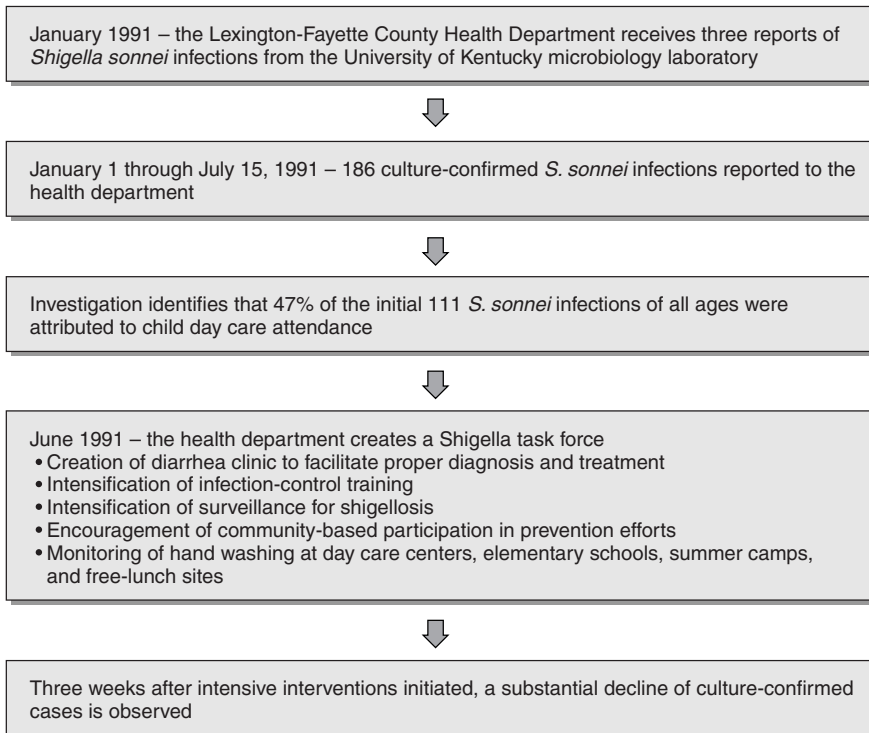 January 1991 – the Lexington-Fayette County Health Department receives three reports of
Shigella sonnei infections from the University of Kentucky microbiology laboratory
January 1 through July 15, 1991 – 186 culture-confirmed S. sonnei infections reported to the
health department
Investigation identifies that 47% of the initial 111 S. sonnei infections of all ages were
attributed to child day care attendance
June 1991 – the health department creates a Shigella task force
• Creation of diarrhea clinic to facilitate proper diagnosis and treatment
• Intensification of infection-control training
• Intensification of surveillance for shigellosis
• Encouragement of community-based participation in prevention efforts
• Monitoring of hand washing at day care centers, elementary schools, summer camps,
and free-lunch sites
Three weeks after intensive interventions initiated, a substantial decline of culture-confirmed
cases is observed